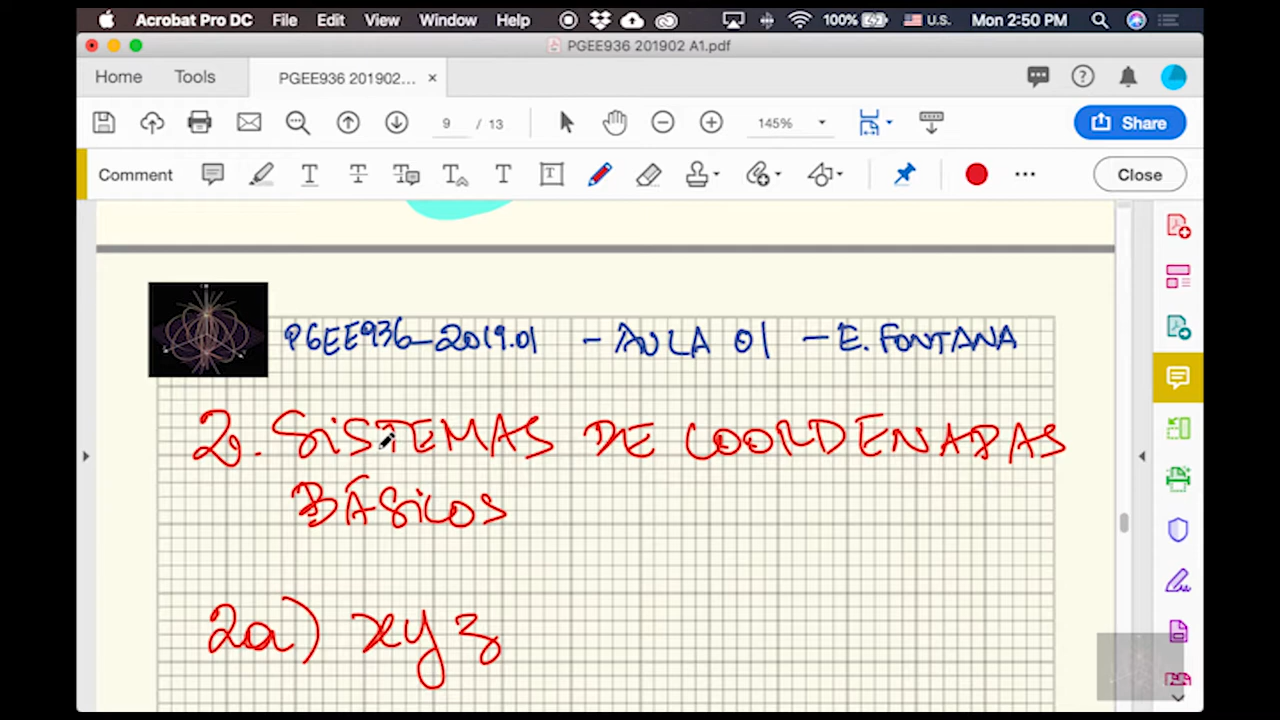 Acrobat Pro DC File Edit View Window Help 100% U.S. Mon 2:50 PM
PGEE936 201902 A1.pdf
Home Tools PGEE936 201902... ×
9 / 13 145% Share
Comment Close
PGEE936_2019.01 - AULA 01 - E. FONTANA
2. SISTEMAS DE COORDENADAS
BÁSICOS
2a) xyz